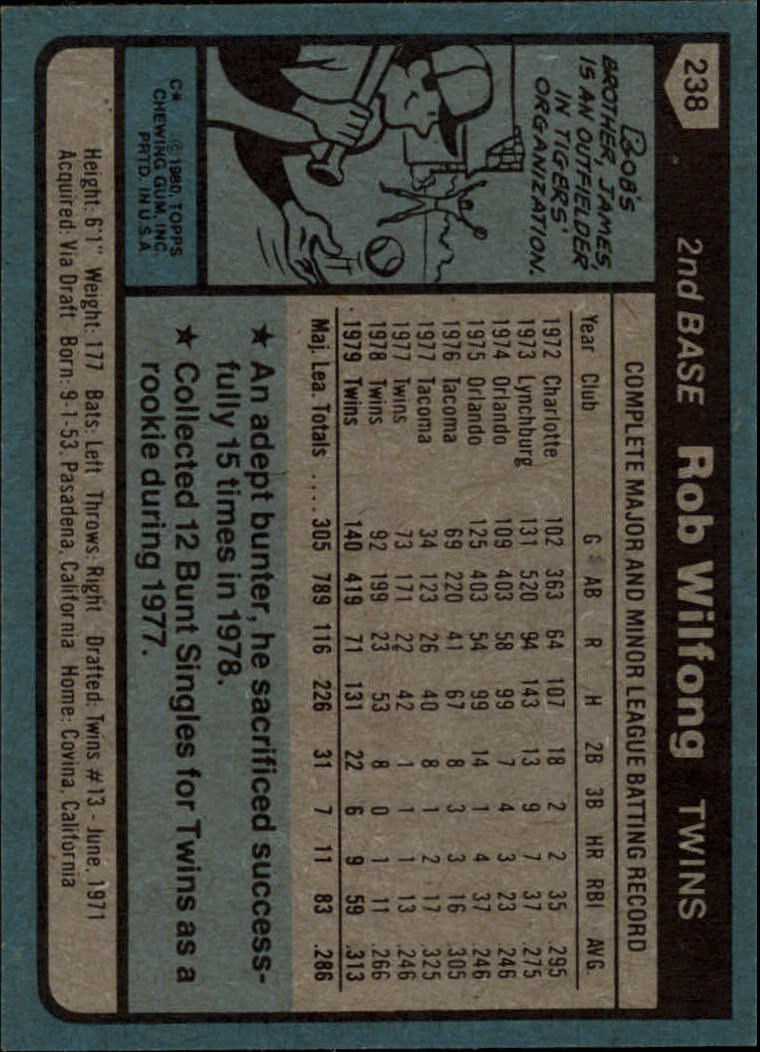 238
2nd BASE Rob Wilfong TWINS
BOB'S
BROTHER, JAMES,
IS AN OUTFIELDER
IN TIGERS'
ORGANIZATION.
C* © 1980 TOPPS
CHEWING GUM, INC.
PRTD. IN U.S.A.
COMPLETE MAJOR AND MINOR LEAGUE BATTING RECORD
Year Club G AB R H 2B 3B HR RBI AVG.
1972 Charlotte 102 363 64 107 18 2 2 35 .295
1973 Lynchburg 131 520 94 143 13 9 7 37 .275
1974 Orlando 109 403 58 99 7 4 3 23 .246
1975 Orlando 125 403 54 99 14 1 4 37 .246
1976 Tacoma 69 220 41 67 8 3 3 16 .305
1977 Tacoma 34 123 26 40 8 1 2 17 .325
1977 Twins 73 171 22 42 1 1 1 13 .246
1978 Twins 92 199 23 53 8 0 1 11 .266
1979 Twins 140 419 71 131 22 6 9 59 .313
Maj. Lea. Totals .... 305 789 116 226 31 7 11 83 .286
★ An adept bunter, he sacrificed success-
fully 15 times in 1978.
★ Collected 12 Bunt Singles for Twins as a
rookie during 1977.
Height: 6'1" Weight: 177 Bats: Left Throws: Right Drafted: Twins #13 - June, 1971
Acquired: Via Draft Born: 9-1-53, Pasadena, California Home: Covina, California